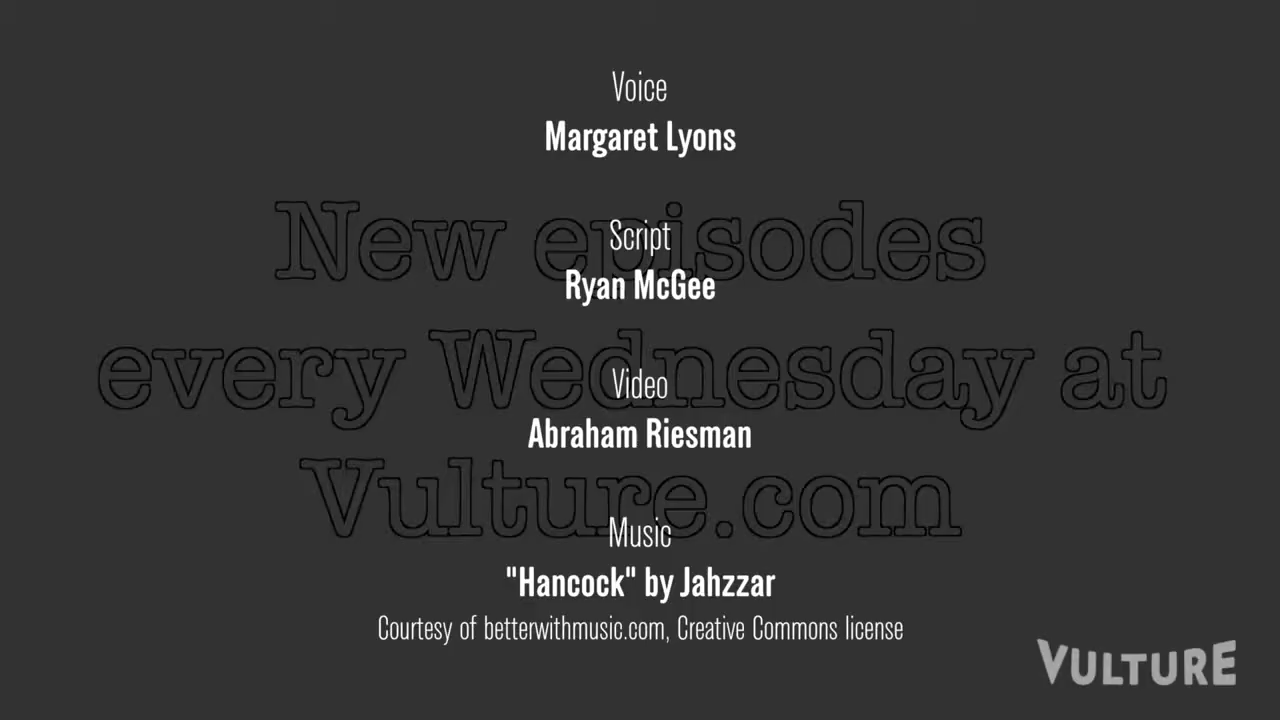 Voice
Margaret Lyons
New episodes
Script
Ryan McGee
every Wednesday at
Video
Abraham Riesman
Vulture.com
Music
"Hancock" by Jahzzar
Courtesy of betterwithmusic.com, Creative Commons license
VULTURE